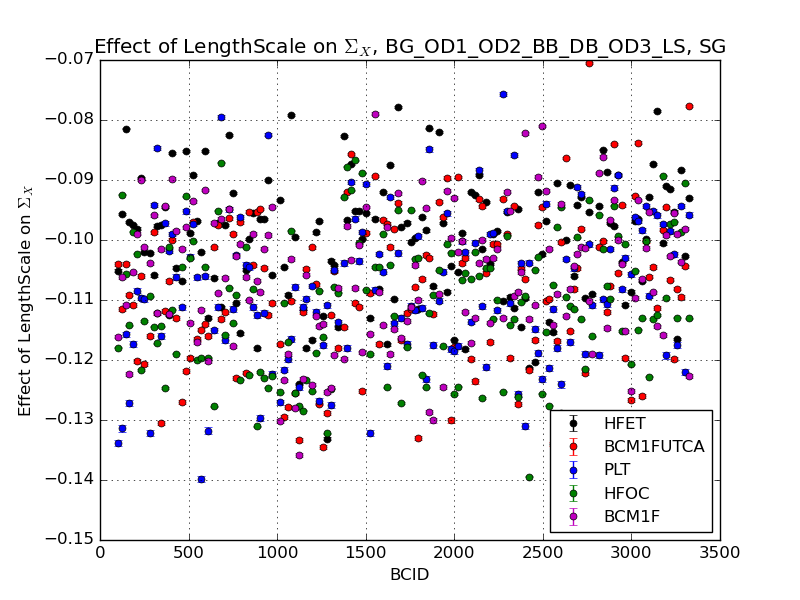 Effect of LengthScale on Σ_X, BG_OD1_OD2_BB_DB_OD3_LS, SG
Effect of LengthScale on Σ_X
−0.07
−0.08
−0.09
−0.10
−0.11
−0.12
−0.13
−0.14
−0.15
HFET
BCM1FUTCA
PLT
HFOC
BCM1F
0 500 1000 1500 2000 2500 3000 3500
BCID